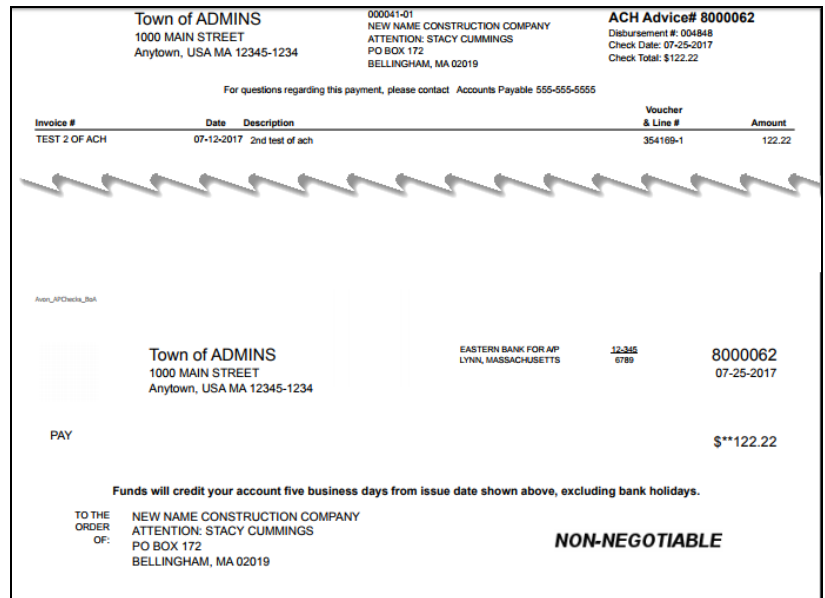 Town of ADMINS
1000 MAIN STREET
Anytown, USA MA 12345-1234
000041-01
NEW NAME CONSTRUCTION COMPANY
ATTENTION: STACY CUMMINGS
PO BOX 172
BELLINGHAM, MA 02019
ACH Advice# 8000062
Disbursement #: 004848
Check Date: 07-25-2017
Check Total: $122.22
For questions regarding this payment, please contact Accounts Payable 555-555-5555
Invoice # Date Description Voucher & Line # Amount
TEST 2 OF ACH 07-12-2017 2nd test of ach 354169-1 122.22
Avon_APChecks_BoA
Town of ADMINS
1000 MAIN STREET
Anytown, USA MA 12345-1234
EASTERN BANK FOR A/P
LYNN, MASSACHUSETTS
12-345
6789
8000062
07-25-2017
PAY
$**122.22
Funds will credit your account five business days from issue date shown above, excluding bank holidays.
TO THE
ORDER
OF:
NEW NAME CONSTRUCTION COMPANY
ATTENTION: STACY CUMMINGS
PO BOX 172
BELLINGHAM, MA 02019
NON-NEGOTIABLE